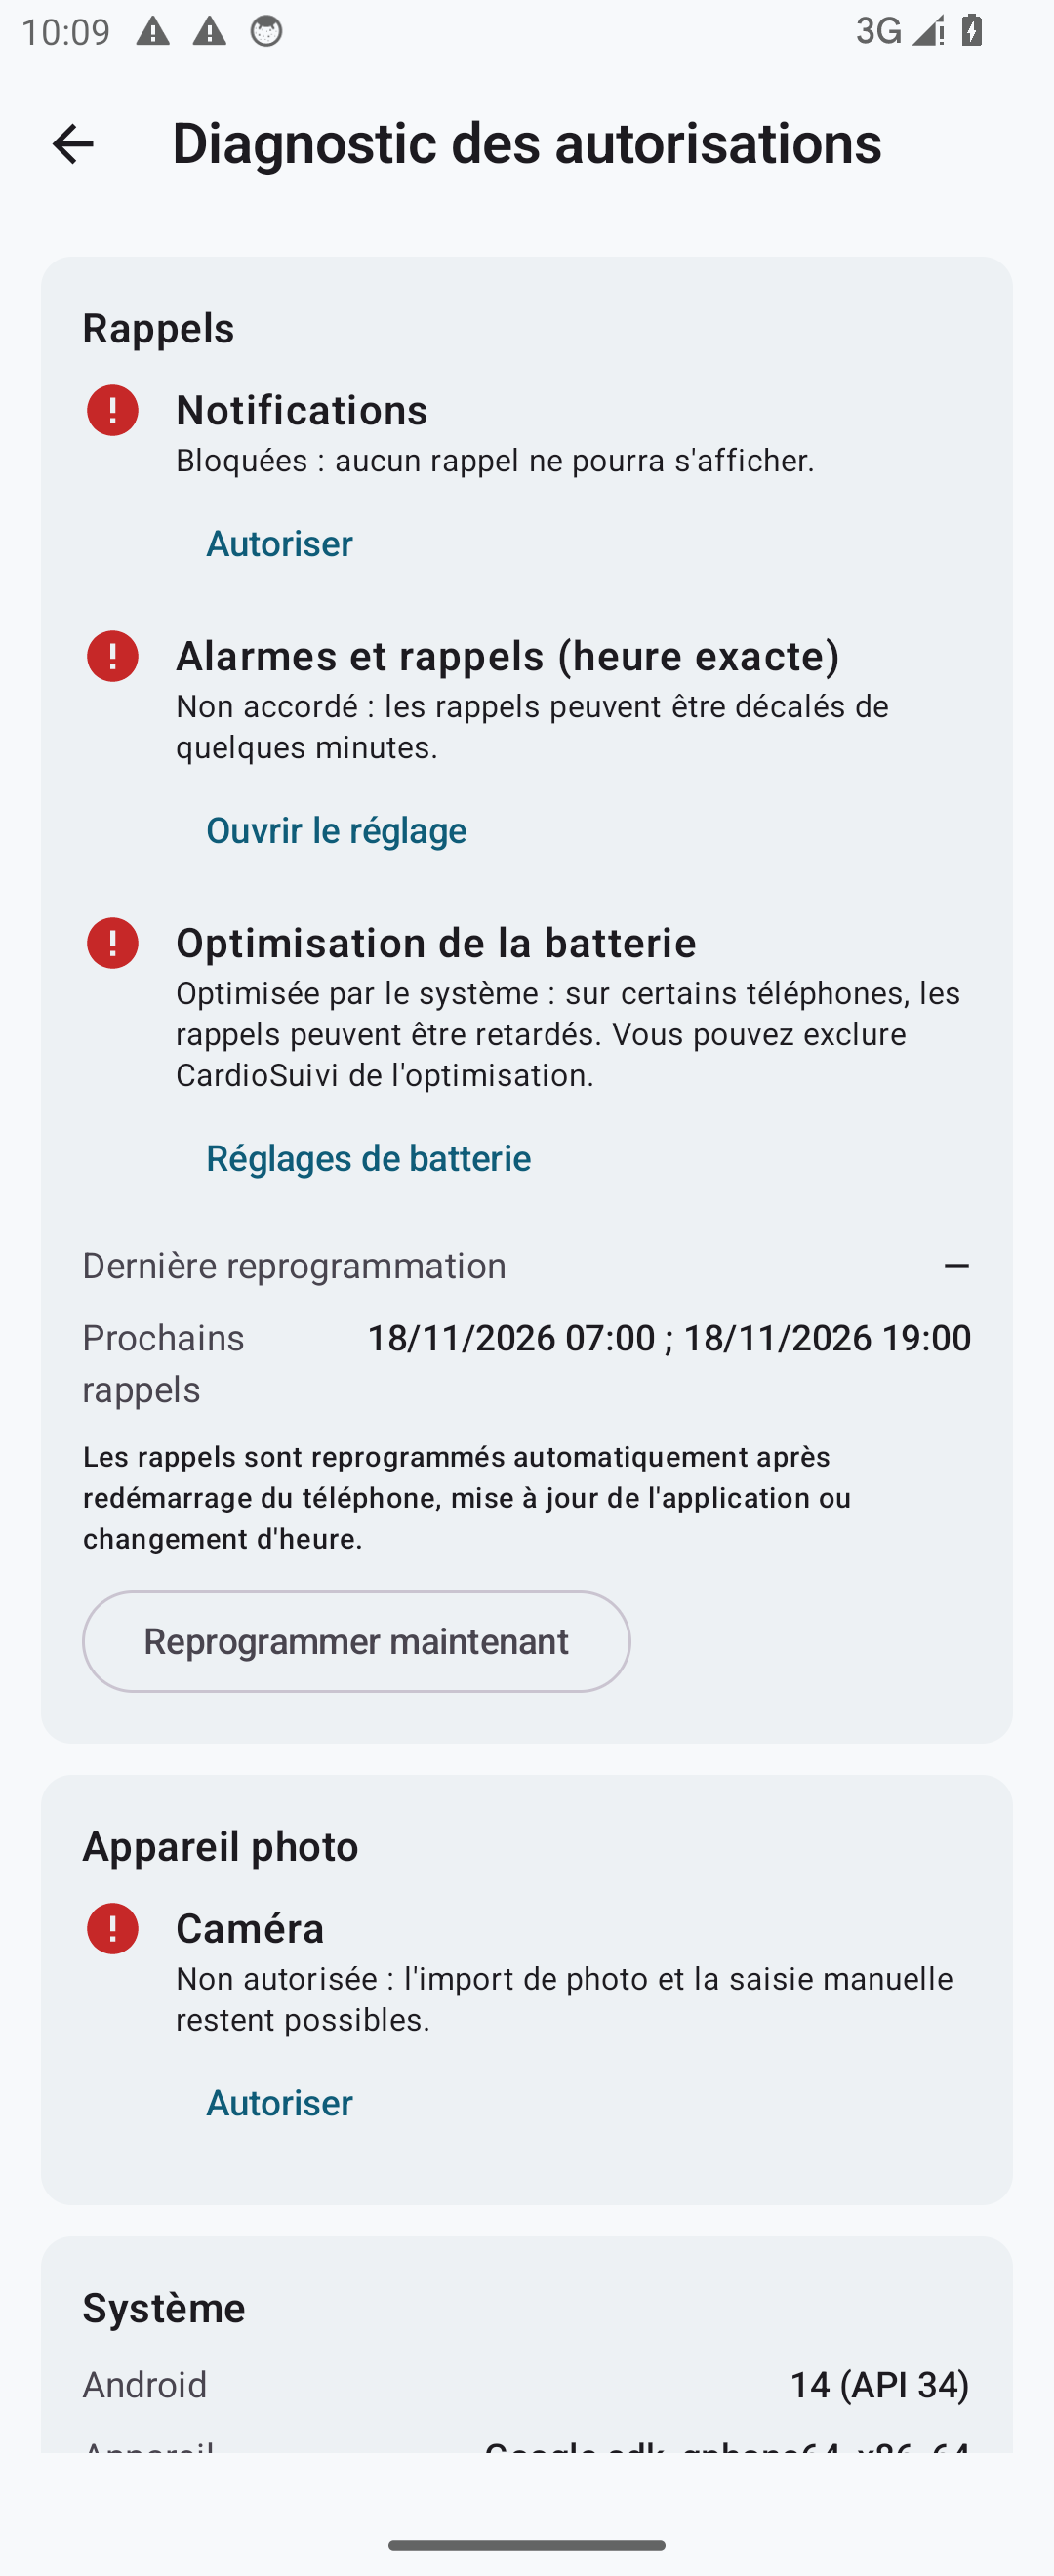 10:09
3G
Diagnostic des autorisations
Rappels
Notifications
Bloquées : aucun rappel ne pourra s'afficher.
Autoriser
Alarmes et rappels (heure exacte)
Non accordé : les rappels peuvent être décalés de
quelques minutes.
Ouvrir le réglage
Optimisation de la batterie
Optimisée par le système : sur certains téléphones, les
rappels peuvent être retardés. Vous pouvez exclure
CardioSuivi de l'optimisation.
Réglages de batterie
Dernière reprogrammation –
Prochains 18/11/2026 07:00 ; 18/11/2026 19:00
rappels
Les rappels sont reprogrammés automatiquement après
redémarrage du téléphone, mise à jour de l'application ou
changement d'heure.
Reprogrammer maintenant
Appareil photo
Caméra
Non autorisée : l'import de photo et la saisie manuelle
restent possibles.
Autoriser
Système
Android 14 (API 34)
Appareil Google sdk_gphone64_x86_64